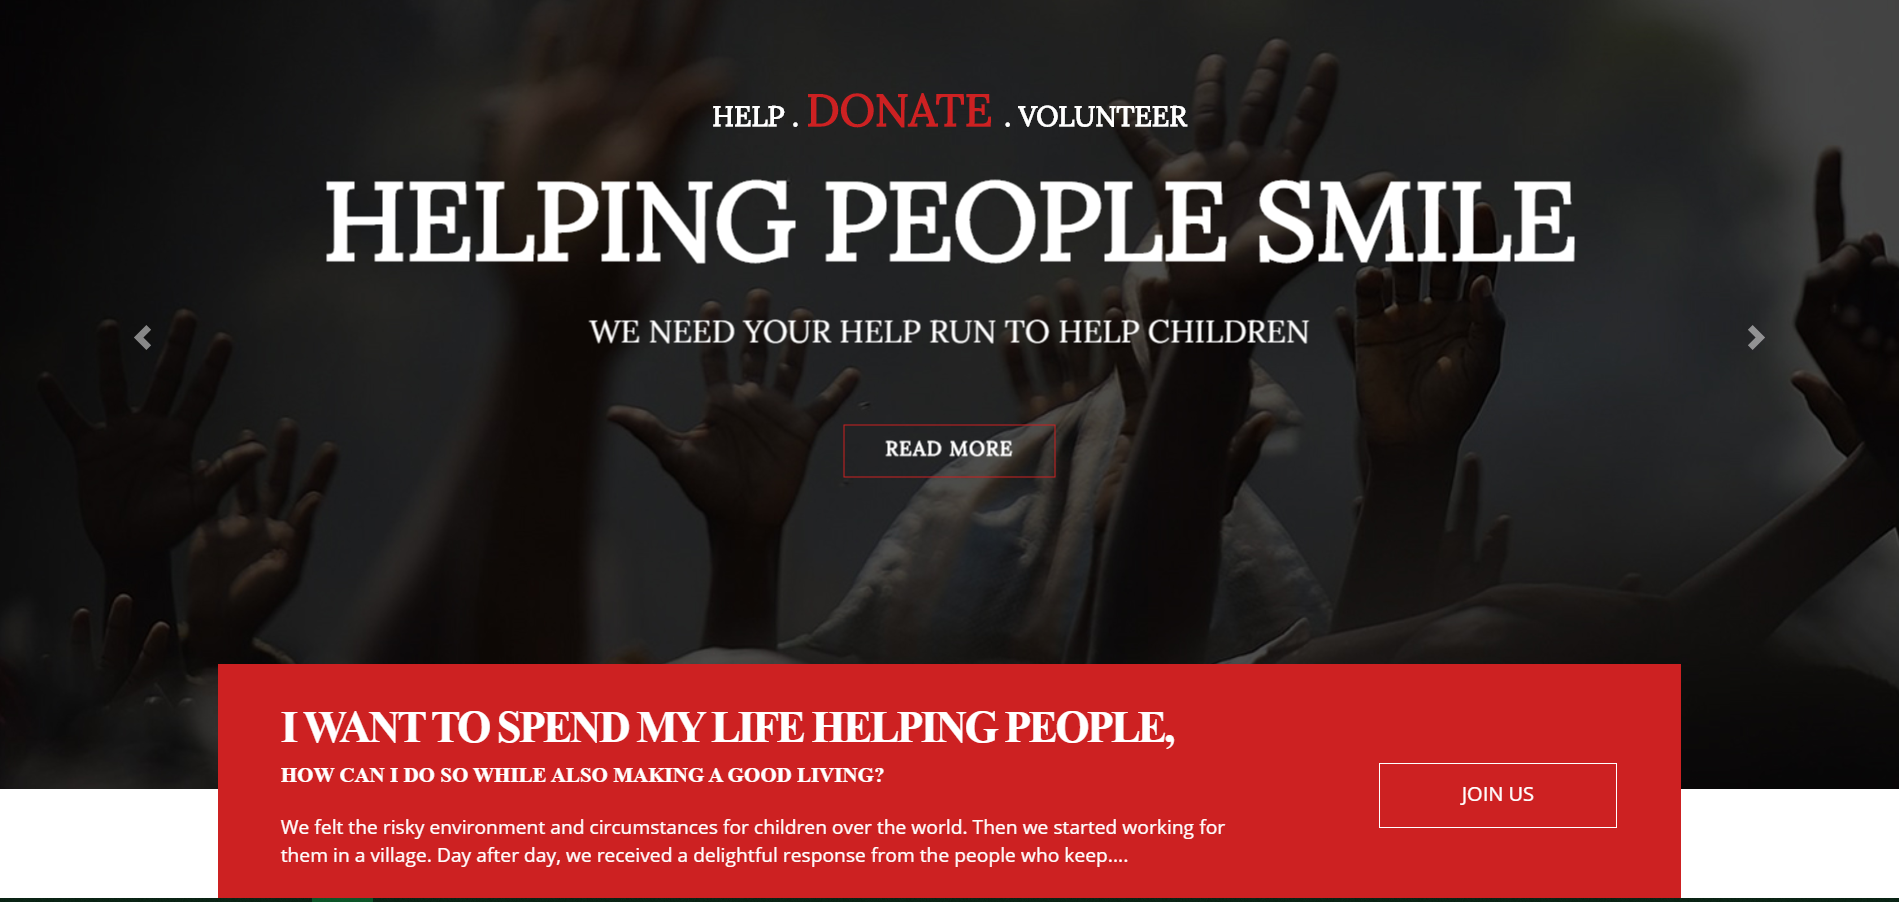 HELP . DONATE . VOLUNTEER
HELPING PEOPLE SMILE
WE NEED YOUR HELP RUN TO HELP CHILDREN
READ MORE
I WANT TO SPEND MY LIFE HELPING PEOPLE,
HOW CAN I DO SO WHILE ALSO MAKING A GOOD LIVING?
We felt the risky environment and circumstances for children over the world. Then we started working for
them in a village. Day after day, we received a delightful response from the people who keep....
JOIN US